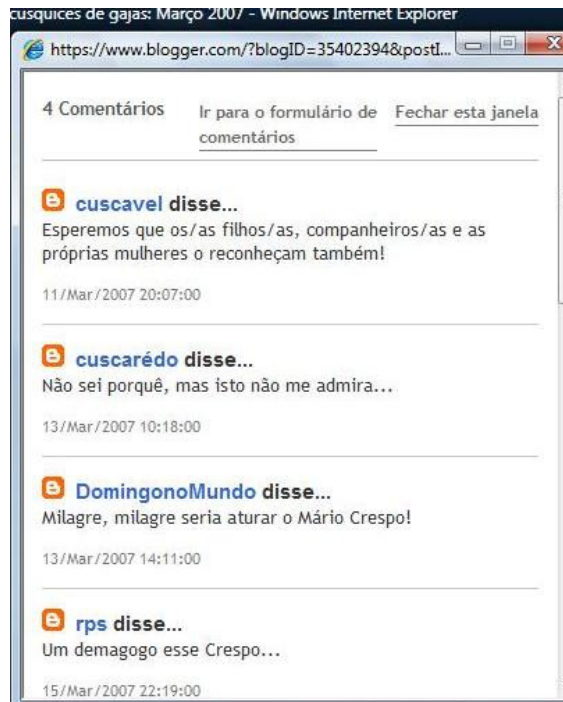 cusquices de gajas: Março 2007 - Windows Internet Explorer
https://www.blogger.com/?blogID=35402394&postI...
4 Comentários
Ir para o formulário de
comentários
Fechar esta janela
cuscavel disse...
Esperemos que os/as filhos/as, companheiros/as e as
próprias mulheres o reconheçam também!
11/Mar/2007 20:07:00
cuscarédo disse...
Não sei porquê, mas isto não me admira...
13/Mar/2007 10:18:00
DomingonoMundo disse...
Milagre, milagre seria aturar o Mário Crespo!
13/Mar/2007 14:11:00
rps disse...
Um demagogo esse Crespo...
15/Mar/2007 22:19:00